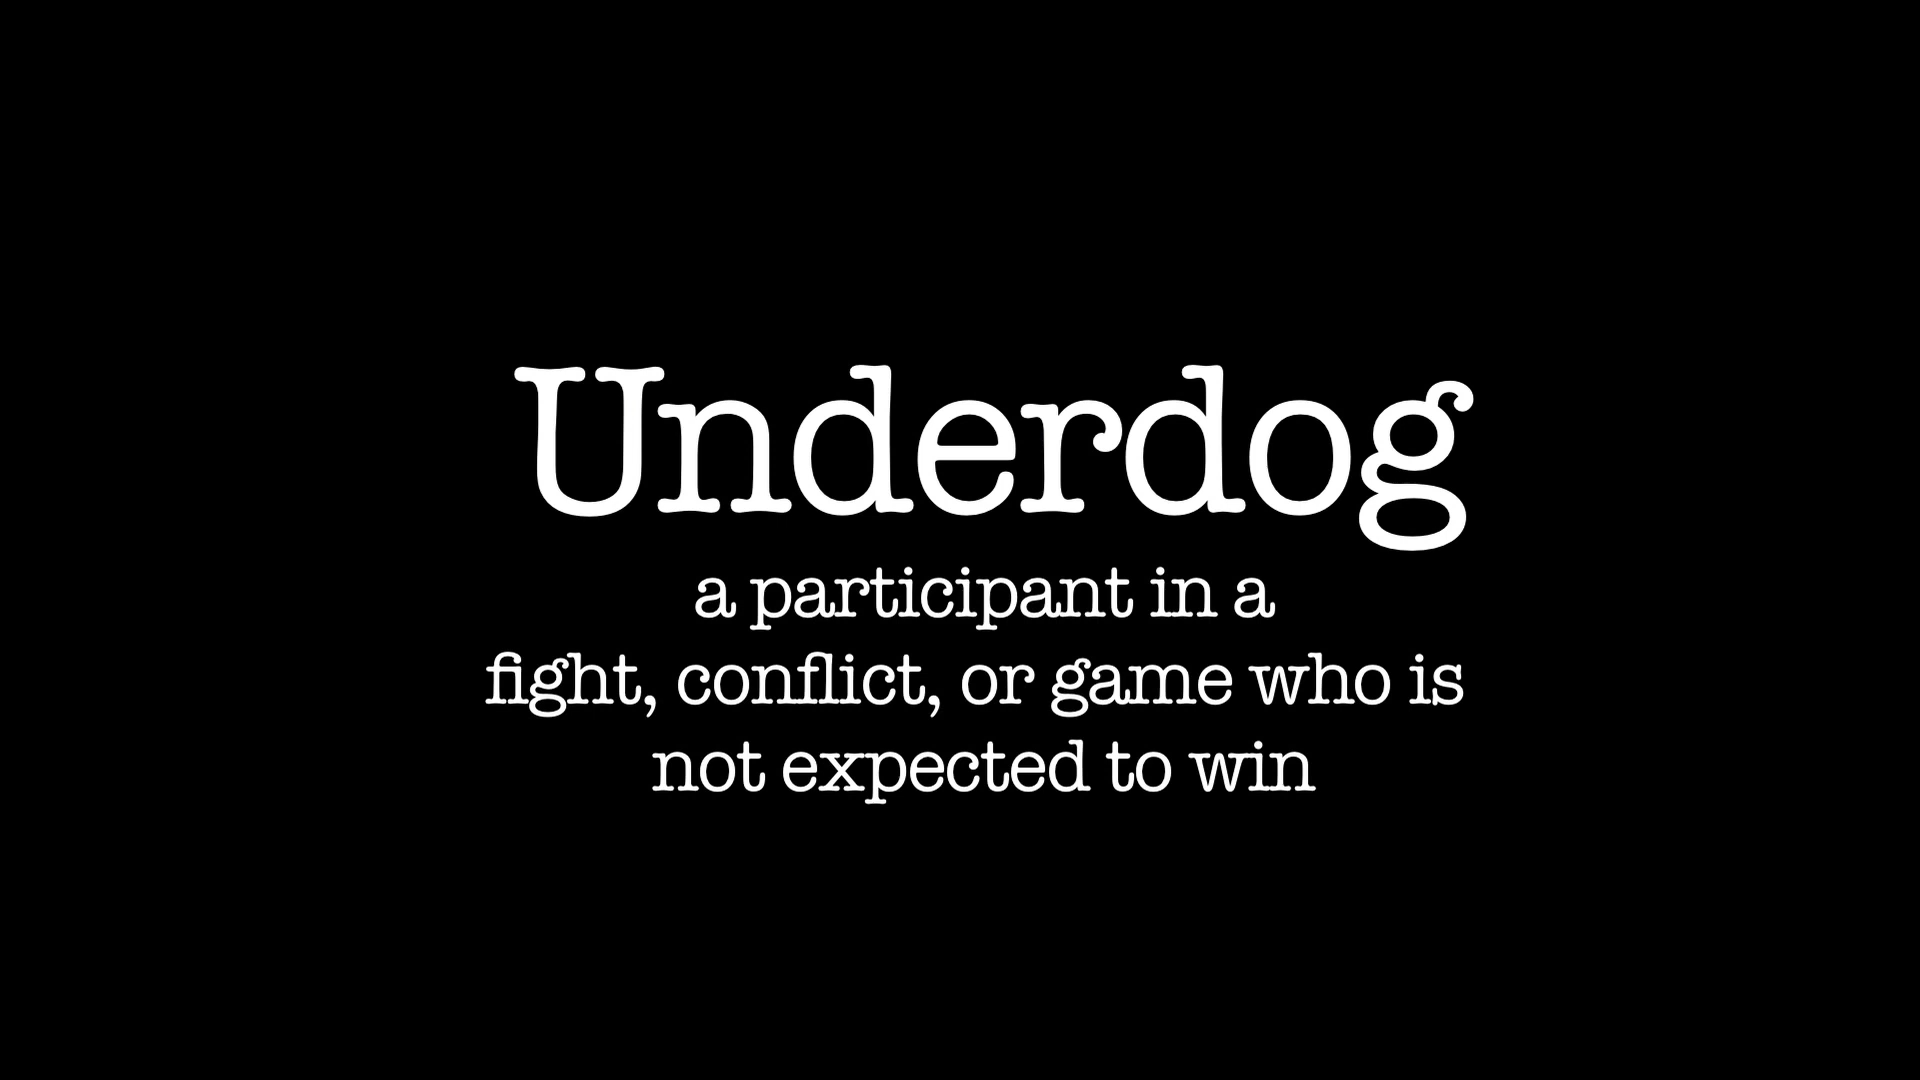 Underdog
a participant in a
fight, conflict, or game who is
not expected to win